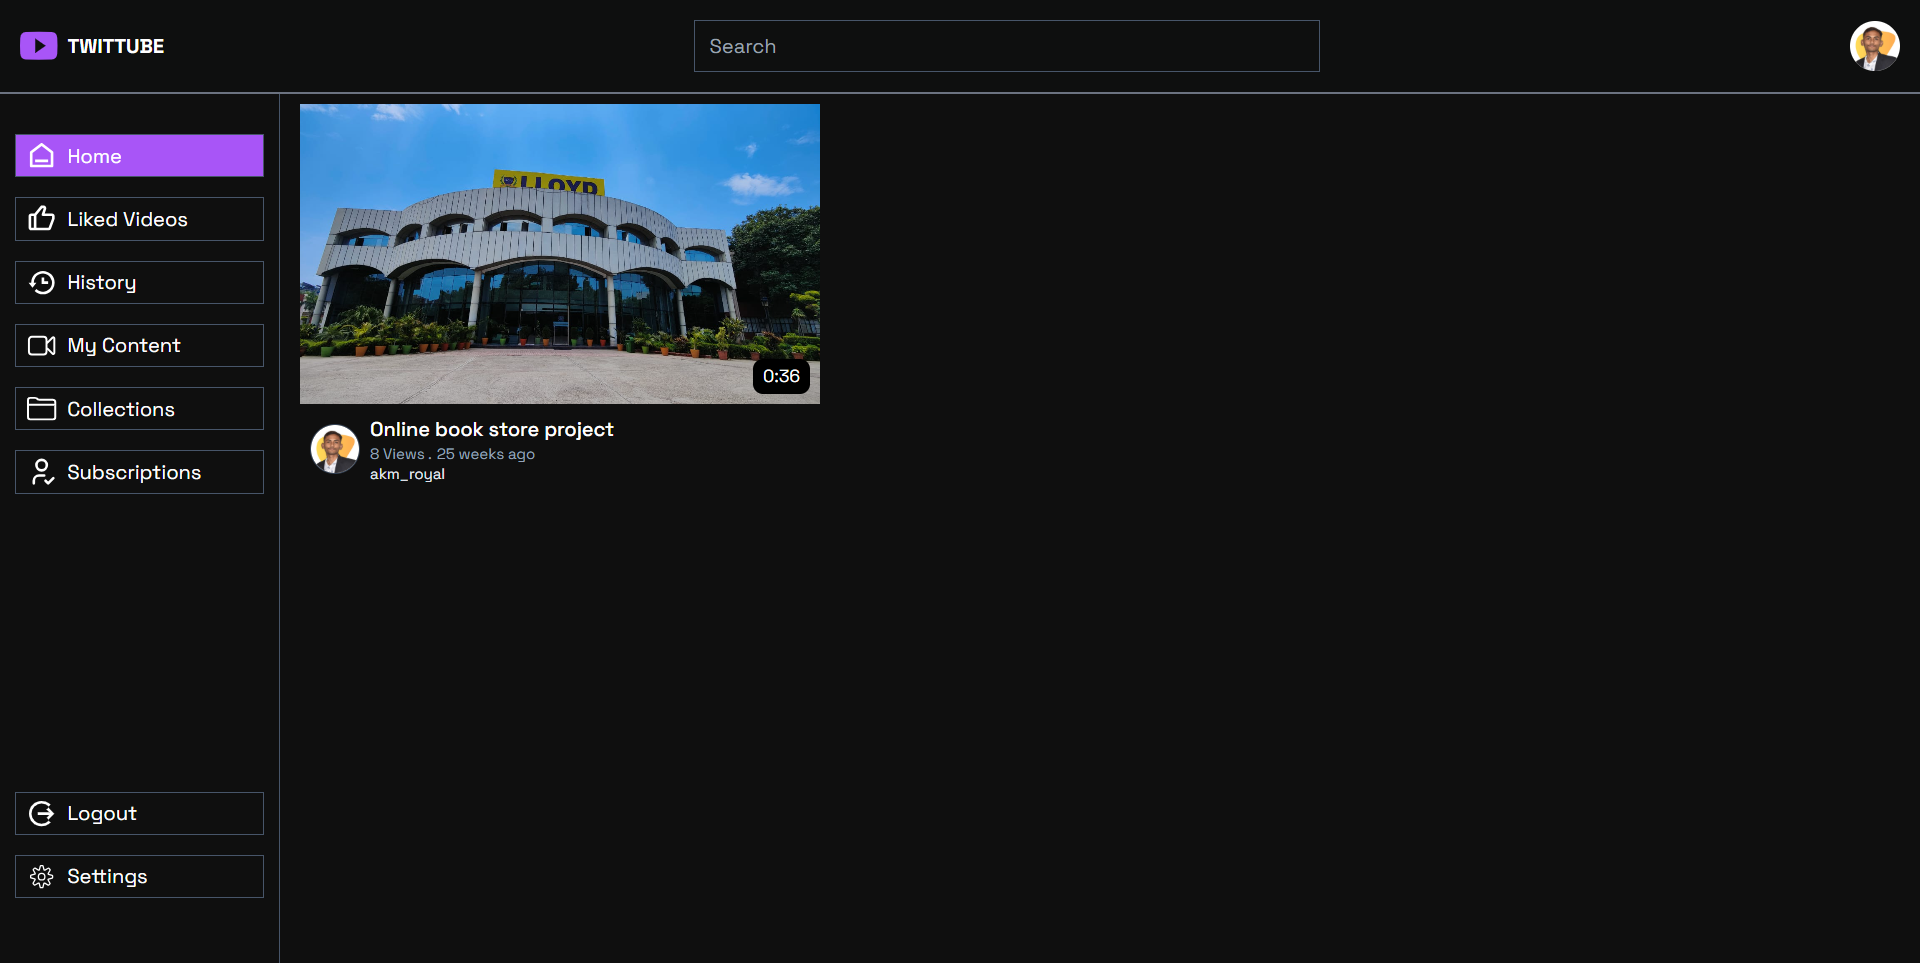 TWITTUBE
Search
Home
Liked Videos
History
My Content
Collections
Subscriptions
Logout
Settings
LLOYD
0:36
Online book store project
8 Views . 25 weeks ago
akm_royal